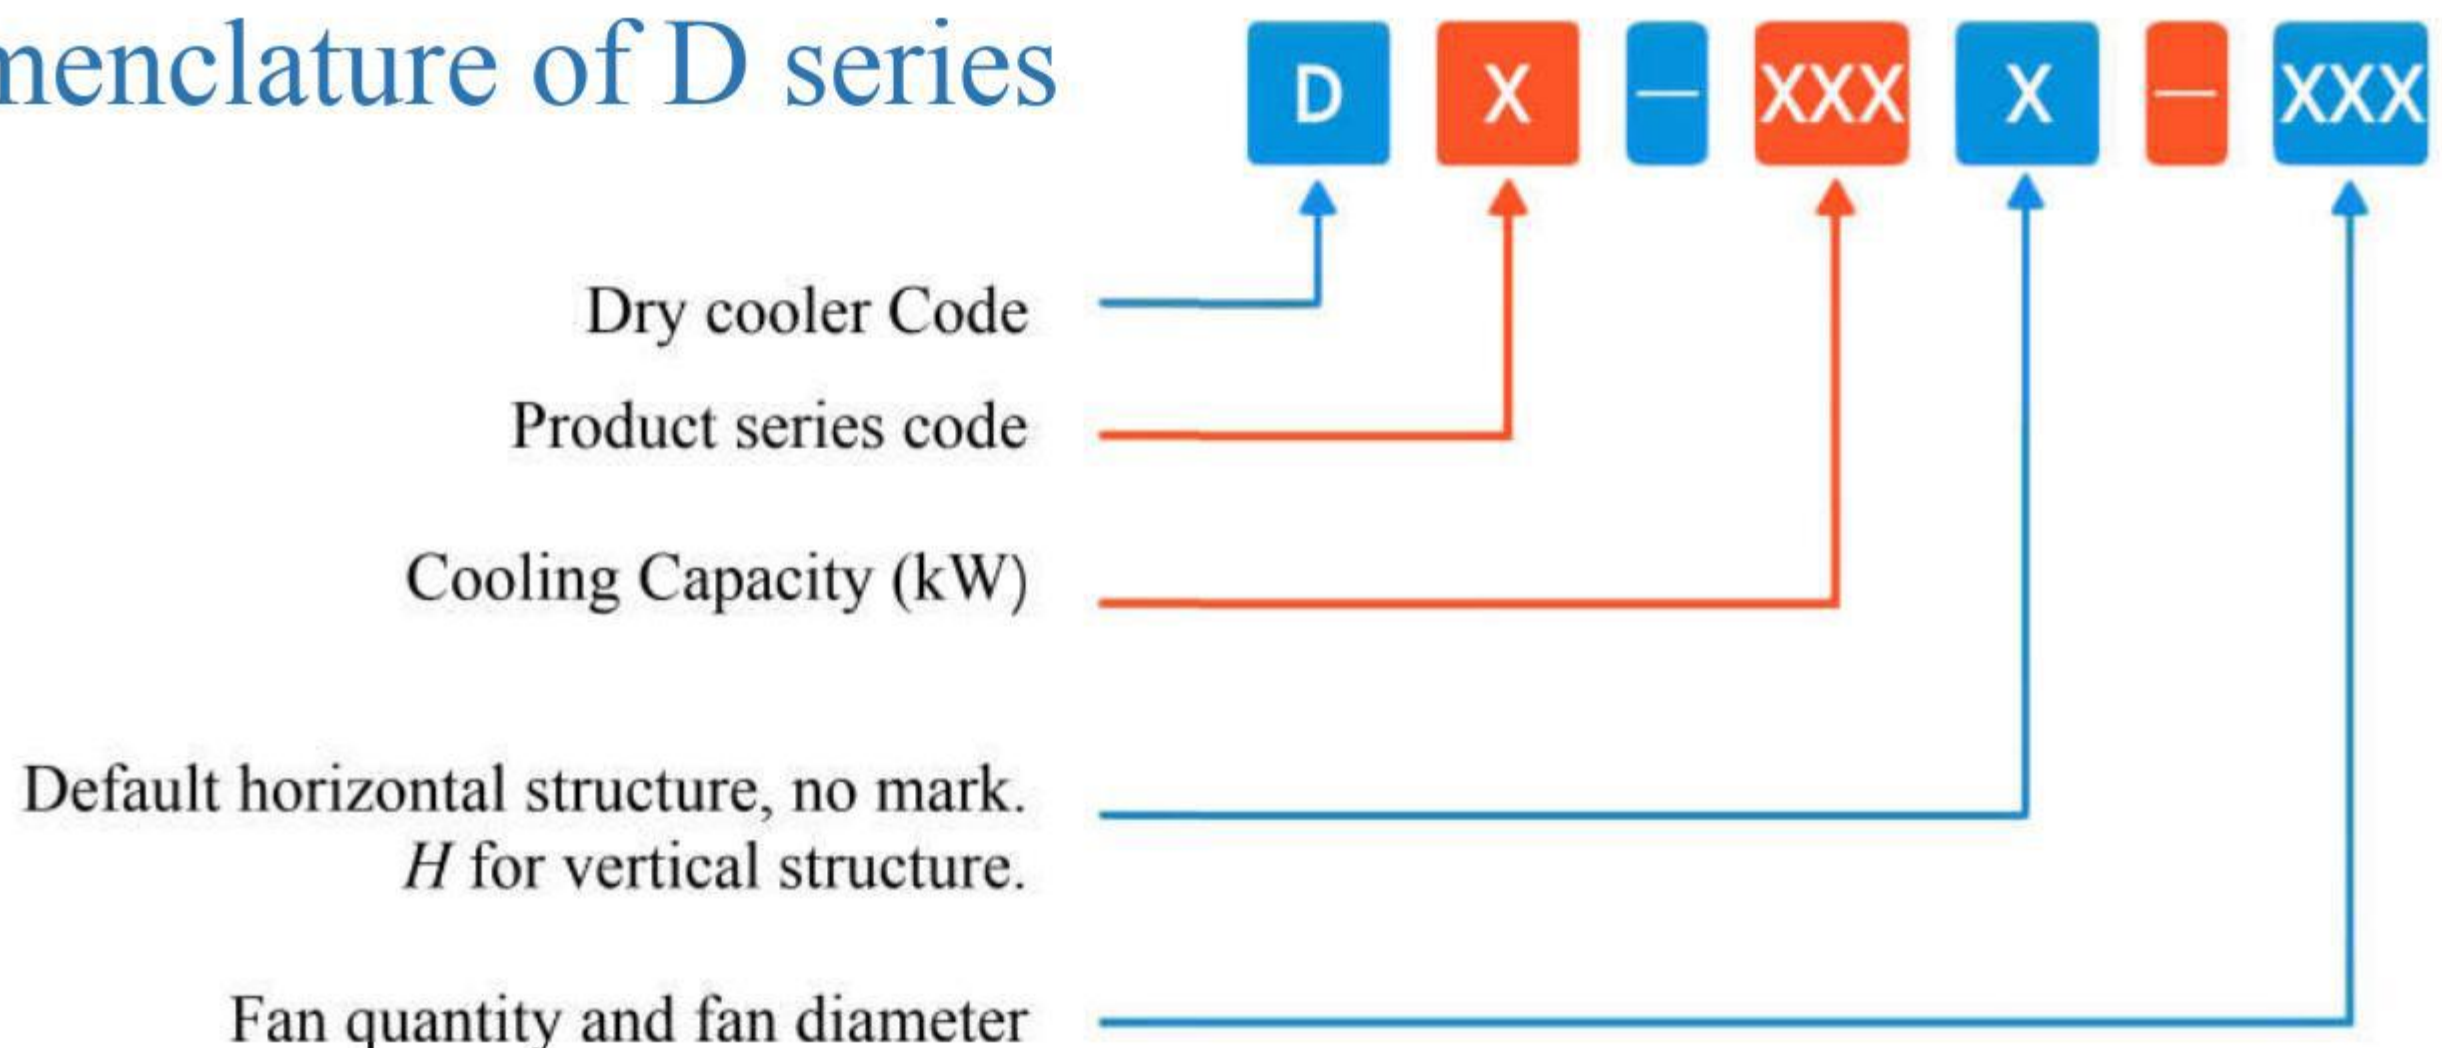 menclature of D series
D X — XXX X — XXX
Dry cooler Code
Product series code
Cooling Capacity (kW)
Default horizontal structure, no mark.
H for vertical structure.
Fan quantity and fan diameter